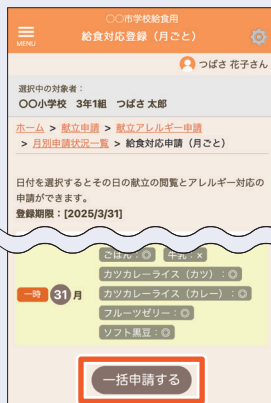 〇〇市学校給食用
給食対応登録（月ごと）
MENU
つばさ 花子さん
選択中の対象者：
〇〇小学校 3年1組 つばさ 太郎
ホーム > 献立申請 > 献立アレルギー申請
> 月別申請状況一覧 > 給食対応申請（月ごと）
日付を選択するとその日の献立の閲覧とアレルギー対応の
申請ができます。
登録期限：[2025/3/31]
ごはん：◎ 牛乳：×
カツカレーライス（カツ）：◎
一時 31 月 カツカレーライス（カレー）：◎
フルーツゼリー：◎
ソフト黒豆：◎
一括申請する